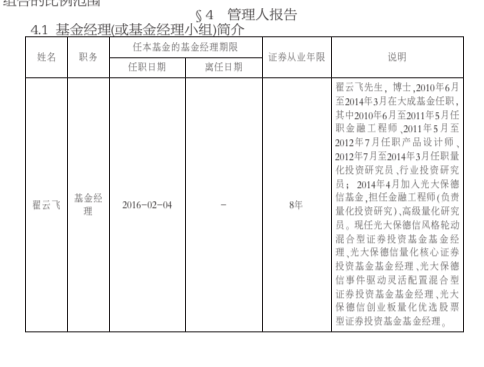 组合的比例范围
§4 管理人报告
4.1 基金经理(或基金经理小组)简介
姓名 职务 任本基金的基金经理期限 证券从业年限 说明
任职日期 离任日期
翟云飞 基金经理 2016-02-04 - 8年
翟云飞先生，博士,2010年6月
至2014年3月在大成基金任职,
其中2010年6月至2011年5月任
职金融工程师、2011年5月至
2012年7月任职产品设计师、
2012年7月至2014年3月任职量
化投资研究员、行业投资研究
员；2014年4月加入光大保德
信基金,担任金融工程师(负责
量化投资研究)、高级量化研究
员。现任光大保德信风格轮动
混合型证券投资基金基金经
理、光大保德信量化核心证券
投资基金基金经理、光大保德
信事件驱动灵活配置混合型
证券投资基金基金经理、光大
保德信创业板量化优选股票
型证券投资基金基金经理。